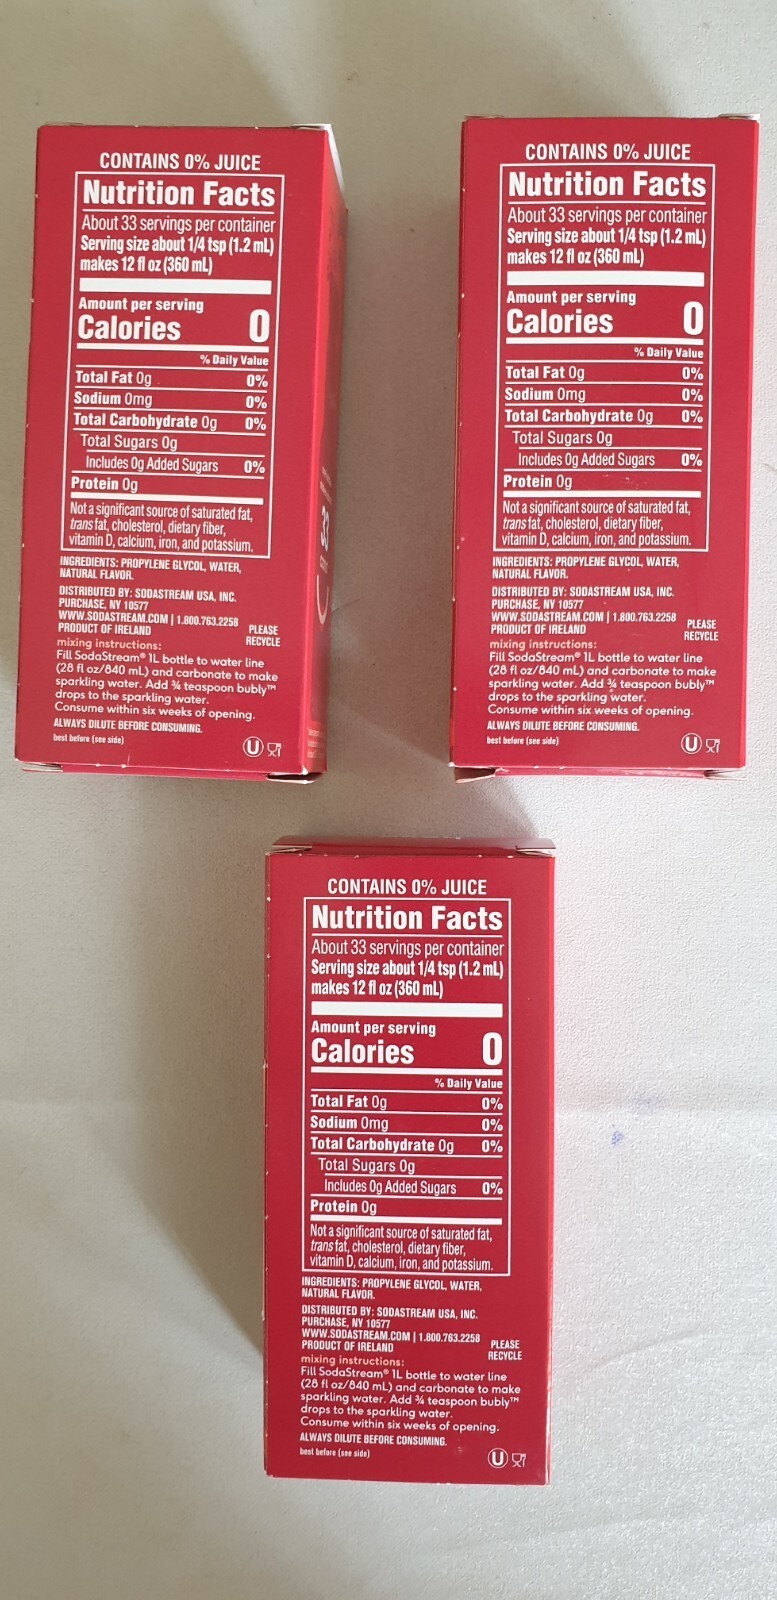 CONTAINS 0% JUICE
Nutrition Facts
About 33 servings per container
Serving size about 1/4 tsp (1.2 mL)
makes 12 fl oz (360 mL)
Amount per serving
Calories 0
% Daily Value
Total Fat 0g 0%
Sodium 0mg 0%
Total Carbohydrate 0g 0%
Total Sugars 0g
Includes 0g Added Sugars 0%
Protein 0g
Not a significant source of saturated fat,
trans fat, cholesterol, dietary fiber,
vitamin D, calcium, iron, and potassium.
INGREDIENTS: PROPYLENE GLYCOL, WATER,
NATURAL FLAVOR.
DISTRIBUTED BY: SODASTREAM USA, INC.
PURCHASE, NY 10577
WWW.SODASTREAM.COM | 1.800.763.2258
PRODUCT OF IRELAND
PLEASE
RECYCLE
mixing instructions:
Fill SodaStream® 1L bottle to water line
(28 fl oz/840 mL) and carbonate to make
sparkling water. Add ¾ teaspoon bubly™
drops to the sparkling water.
Consume within six weeks of opening.
ALWAYS DILUTE BEFORE CONSUMING.
best before (see side)
U
33
CONTAINS 0% JUICE
Nutrition Facts
About 33 servings per container
Serving size about 1/4 tsp (1.2 mL)
makes 12 fl oz (360 mL)
Amount per serving
Calories 0
% Daily Value
Total Fat 0g 0%
Sodium 0mg 0%
Total Carbohydrate 0g 0%
Total Sugars 0g
Includes 0g Added Sugars 0%
Protein 0g
Not a significant source of saturated fat,
trans fat, cholesterol, dietary fiber,
vitamin D, calcium, iron, and potassium.
INGREDIENTS: PROPYLENE GLYCOL, WATER,
NATURAL FLAVOR.
DISTRIBUTED BY: SODASTREAM USA, INC.
PURCHASE, NY 10577
WWW.SODASTREAM.COM | 1.800.763.2258
PRODUCT OF IRELAND
PLEASE
RECYCLE
mixing instructions:
Fill SodaStream® 1L bottle to water line
(28 fl oz/840 mL) and carbonate to make
sparkling water. Add ¾ teaspoon bubly™
drops to the sparkling water.
Consume within six weeks of opening.
ALWAYS DILUTE BEFORE CONSUMING.
best before (see side)
U
CONTAINS 0% JUICE
Nutrition Facts
About 33 servings per container
Serving size about 1/4 tsp (1.2 mL)
makes 12 fl oz (360 mL)
Amount per serving
Calories 0
% Daily Value
Total Fat 0g 0%
Sodium 0mg 0%
Total Carbohydrate 0g 0%
Total Sugars 0g
Includes 0g Added Sugars 0%
Protein 0g
Not a significant source of saturated fat,
trans fat, cholesterol, dietary fiber,
vitamin D, calcium, iron, and potassium.
INGREDIENTS: PROPYLENE GLYCOL, WATER,
NATURAL FLAVOR.
DISTRIBUTED BY: SODASTREAM USA, INC.
PURCHASE, NY 10577
WWW.SODASTREAM.COM | 1.800.763.2258
PRODUCT OF IRELAND
PLEASE
RECYCLE
mixing instructions:
Fill SodaStream® 1L bottle to water line
(28 fl oz/840 mL) and carbonate to make
sparkling water. Add ¾ teaspoon bubly™
drops to the sparkling water.
Consume within six weeks of opening.
ALWAYS DILUTE BEFORE CONSUMING.
best before (see side)
U